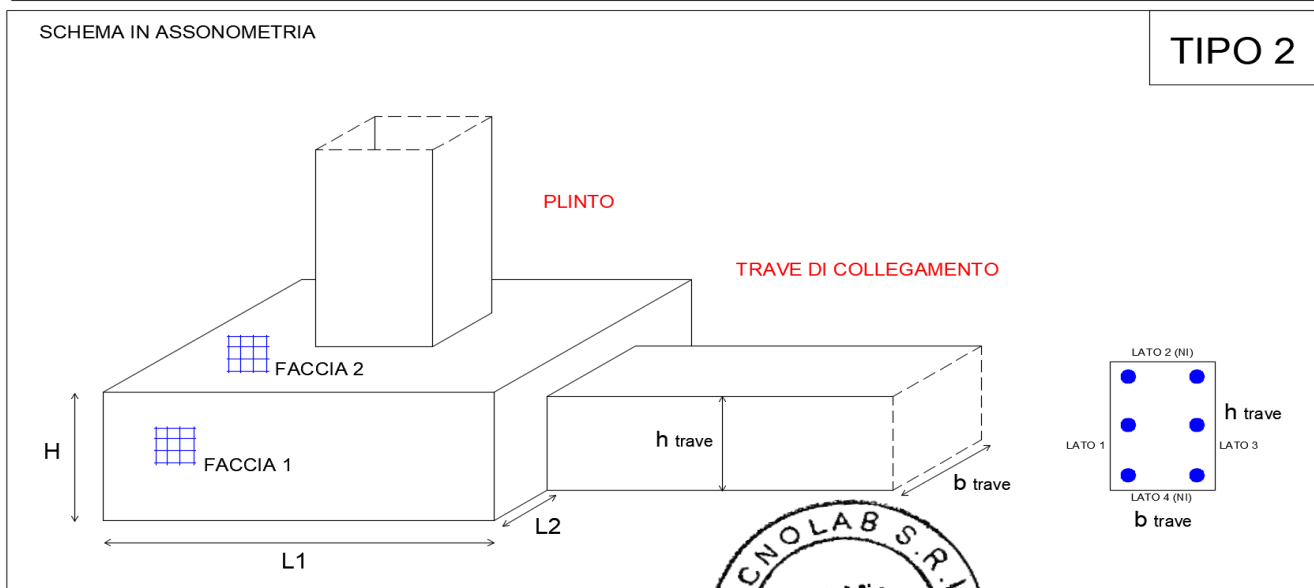 SCHEMA IN ASSONOMETRIA
TIPO 2
PLINTO
TRAVE DI COLLEGAMENTO
FACCIA 2
FACCIA 1
H
L1
L2
h trave
b trave
LATO 2 (NI)
LATO 1
h trave
LATO 3
LATO 4 (NI)
b trave
CNOLAB S.R.